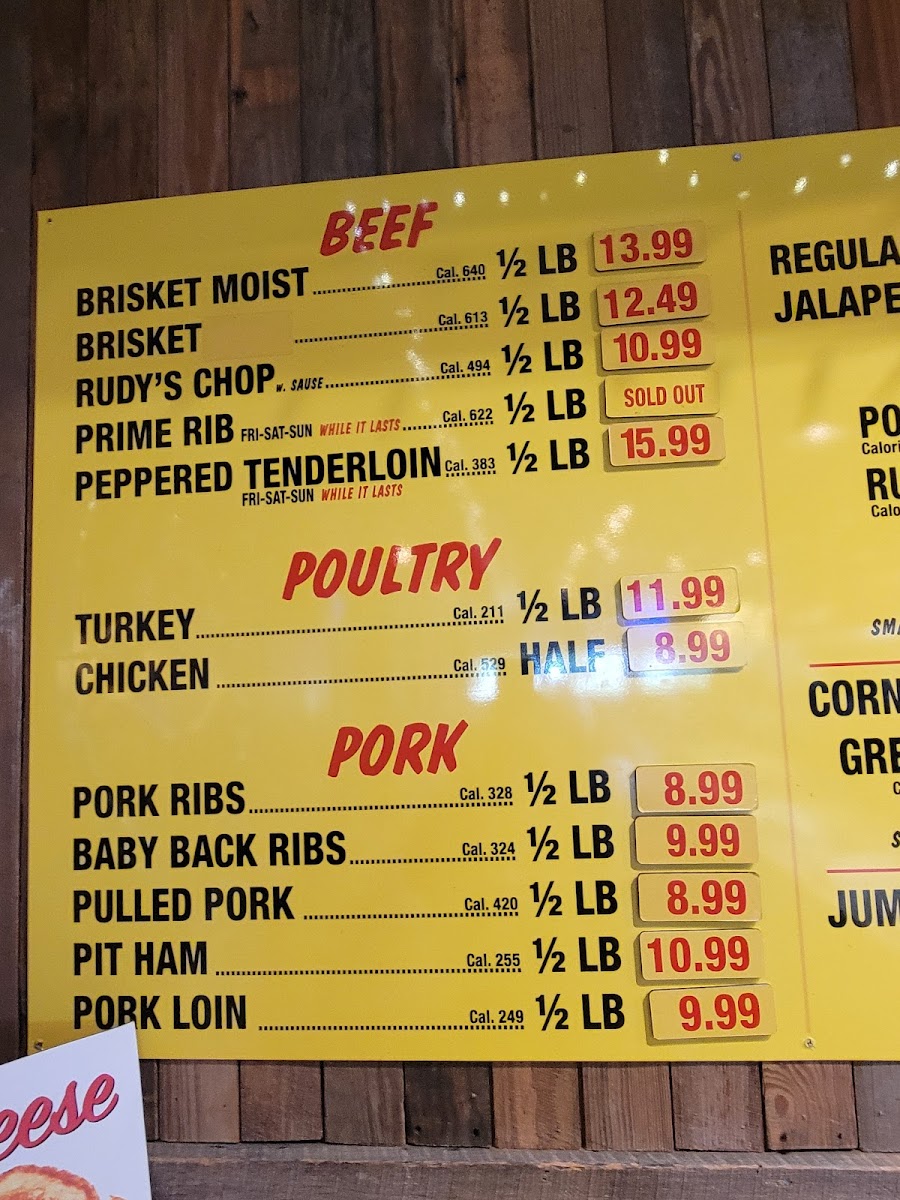 BEEF
BRISKET MOIST Cal. 640 ½ LB 13.99
BRISKET Cal. 613 ½ LB 12.49
RUDY'S CHOP w. SAUSE Cal. 494 ½ LB 10.99
PRIME RIB FRI-SAT-SUN WHILE IT LASTS Cal. 622 ½ LB SOLD OUT
PEPPERED TENDERLOIN Cal. 383 ½ LB 15.99
FRI-SAT-SUN WHILE IT LASTS
POULTRY
TURKEY Cal. 211 ½ LB 11.99
CHICKEN Cal. 529 HALF 8.99
PORK
PORK RIBS Cal. 328 ½ LB 8.99
BABY BACK RIBS Cal. 324 ½ LB 9.99
PULLED PORK Cal. 420 ½ LB 8.99
PIT HAM Cal. 255 ½ LB 10.99
PORK LOIN Cal. 249 ½ LB 9.99
REGULA
JALAPE
PO
Calori
RU
Calo
SMA
CORN
GRE
C
S
JUM
eese